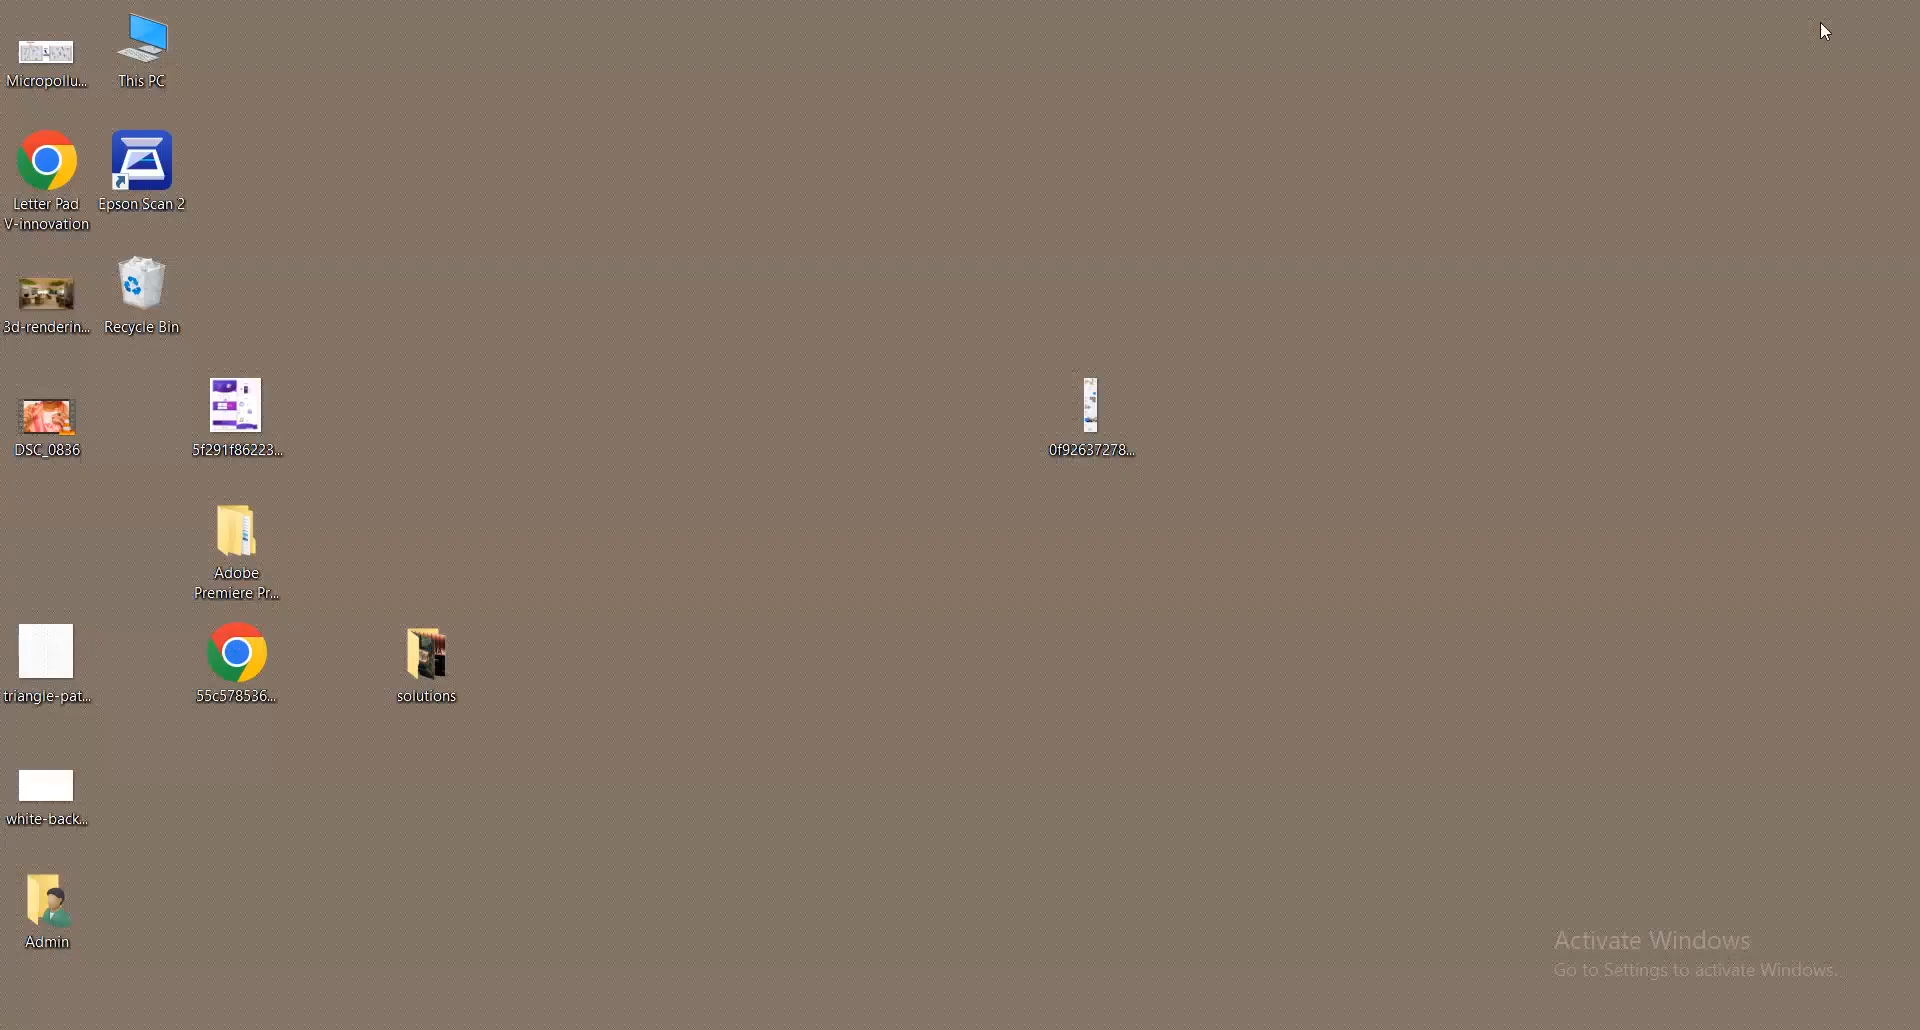 Micropollu...
This PC
Letter Pad
V-innovation
Epson Scan 2
3d-renderin...
Recycle Bin
DSC_0836
5f291f86223...
0f92637278...
Adobe
Premiere Pr...
triangle-pat...
55c578536...
solutions
white-back...
Admin
Activate Windows
Go to Settings to activate Windows.